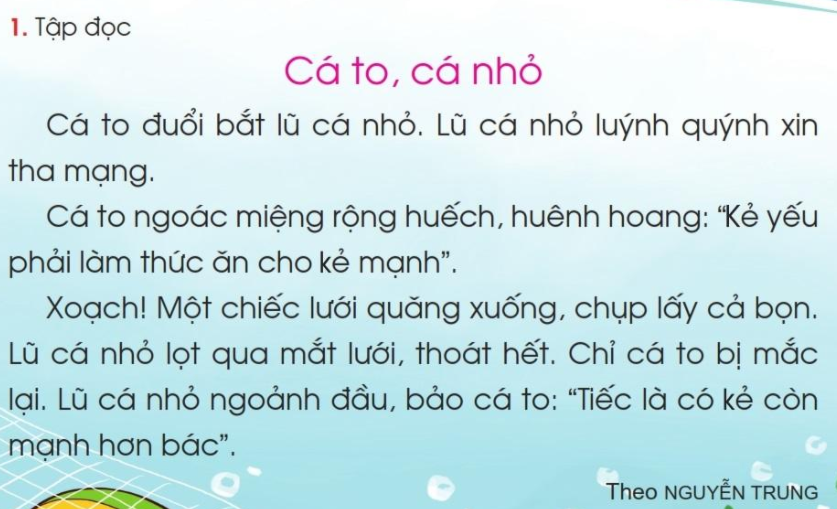 1. Tập đọc
Cá to, cá nhỏ
Cá to đuổi bắt lũ cá nhỏ. Lũ cá nhỏ luýnh quýnh xin
tha mạng.
Cá to ngoác miệng rộng huếch, huênh hoang: “Kẻ yếu
phải làm thức ăn cho kẻ mạnh”.
Xoạch! Một chiếc lưới quăng xuống, chụp lấy cả bọn.
Lũ cá nhỏ lọt qua mắt lưới, thoát hết. Chỉ cá to bị mắc
lại. Lũ cá nhỏ ngoảnh đầu, bảo cá to: “Tiếc là có kẻ còn
mạnh hơn bác”.
Theo NGUYỄN TRUNG